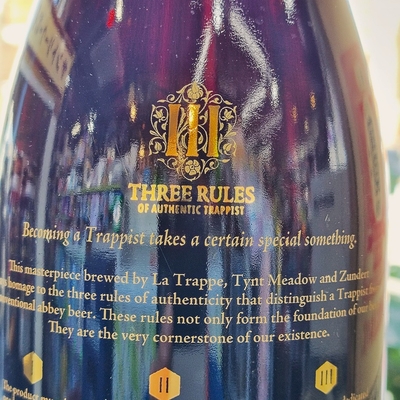 III
THREE RULES
OF AUTHENTIC TRAPPIST
Becoming a Trappist takes a certain special something.
This masterpiece brewed by La Trappe, Tynt Meadow and Zundert
homage to the three rules of authenticity that distinguish a Trappist
abbey beer. These rules not only form the foundation of our
They are the very cornerstone of our existence.
I II III
The product